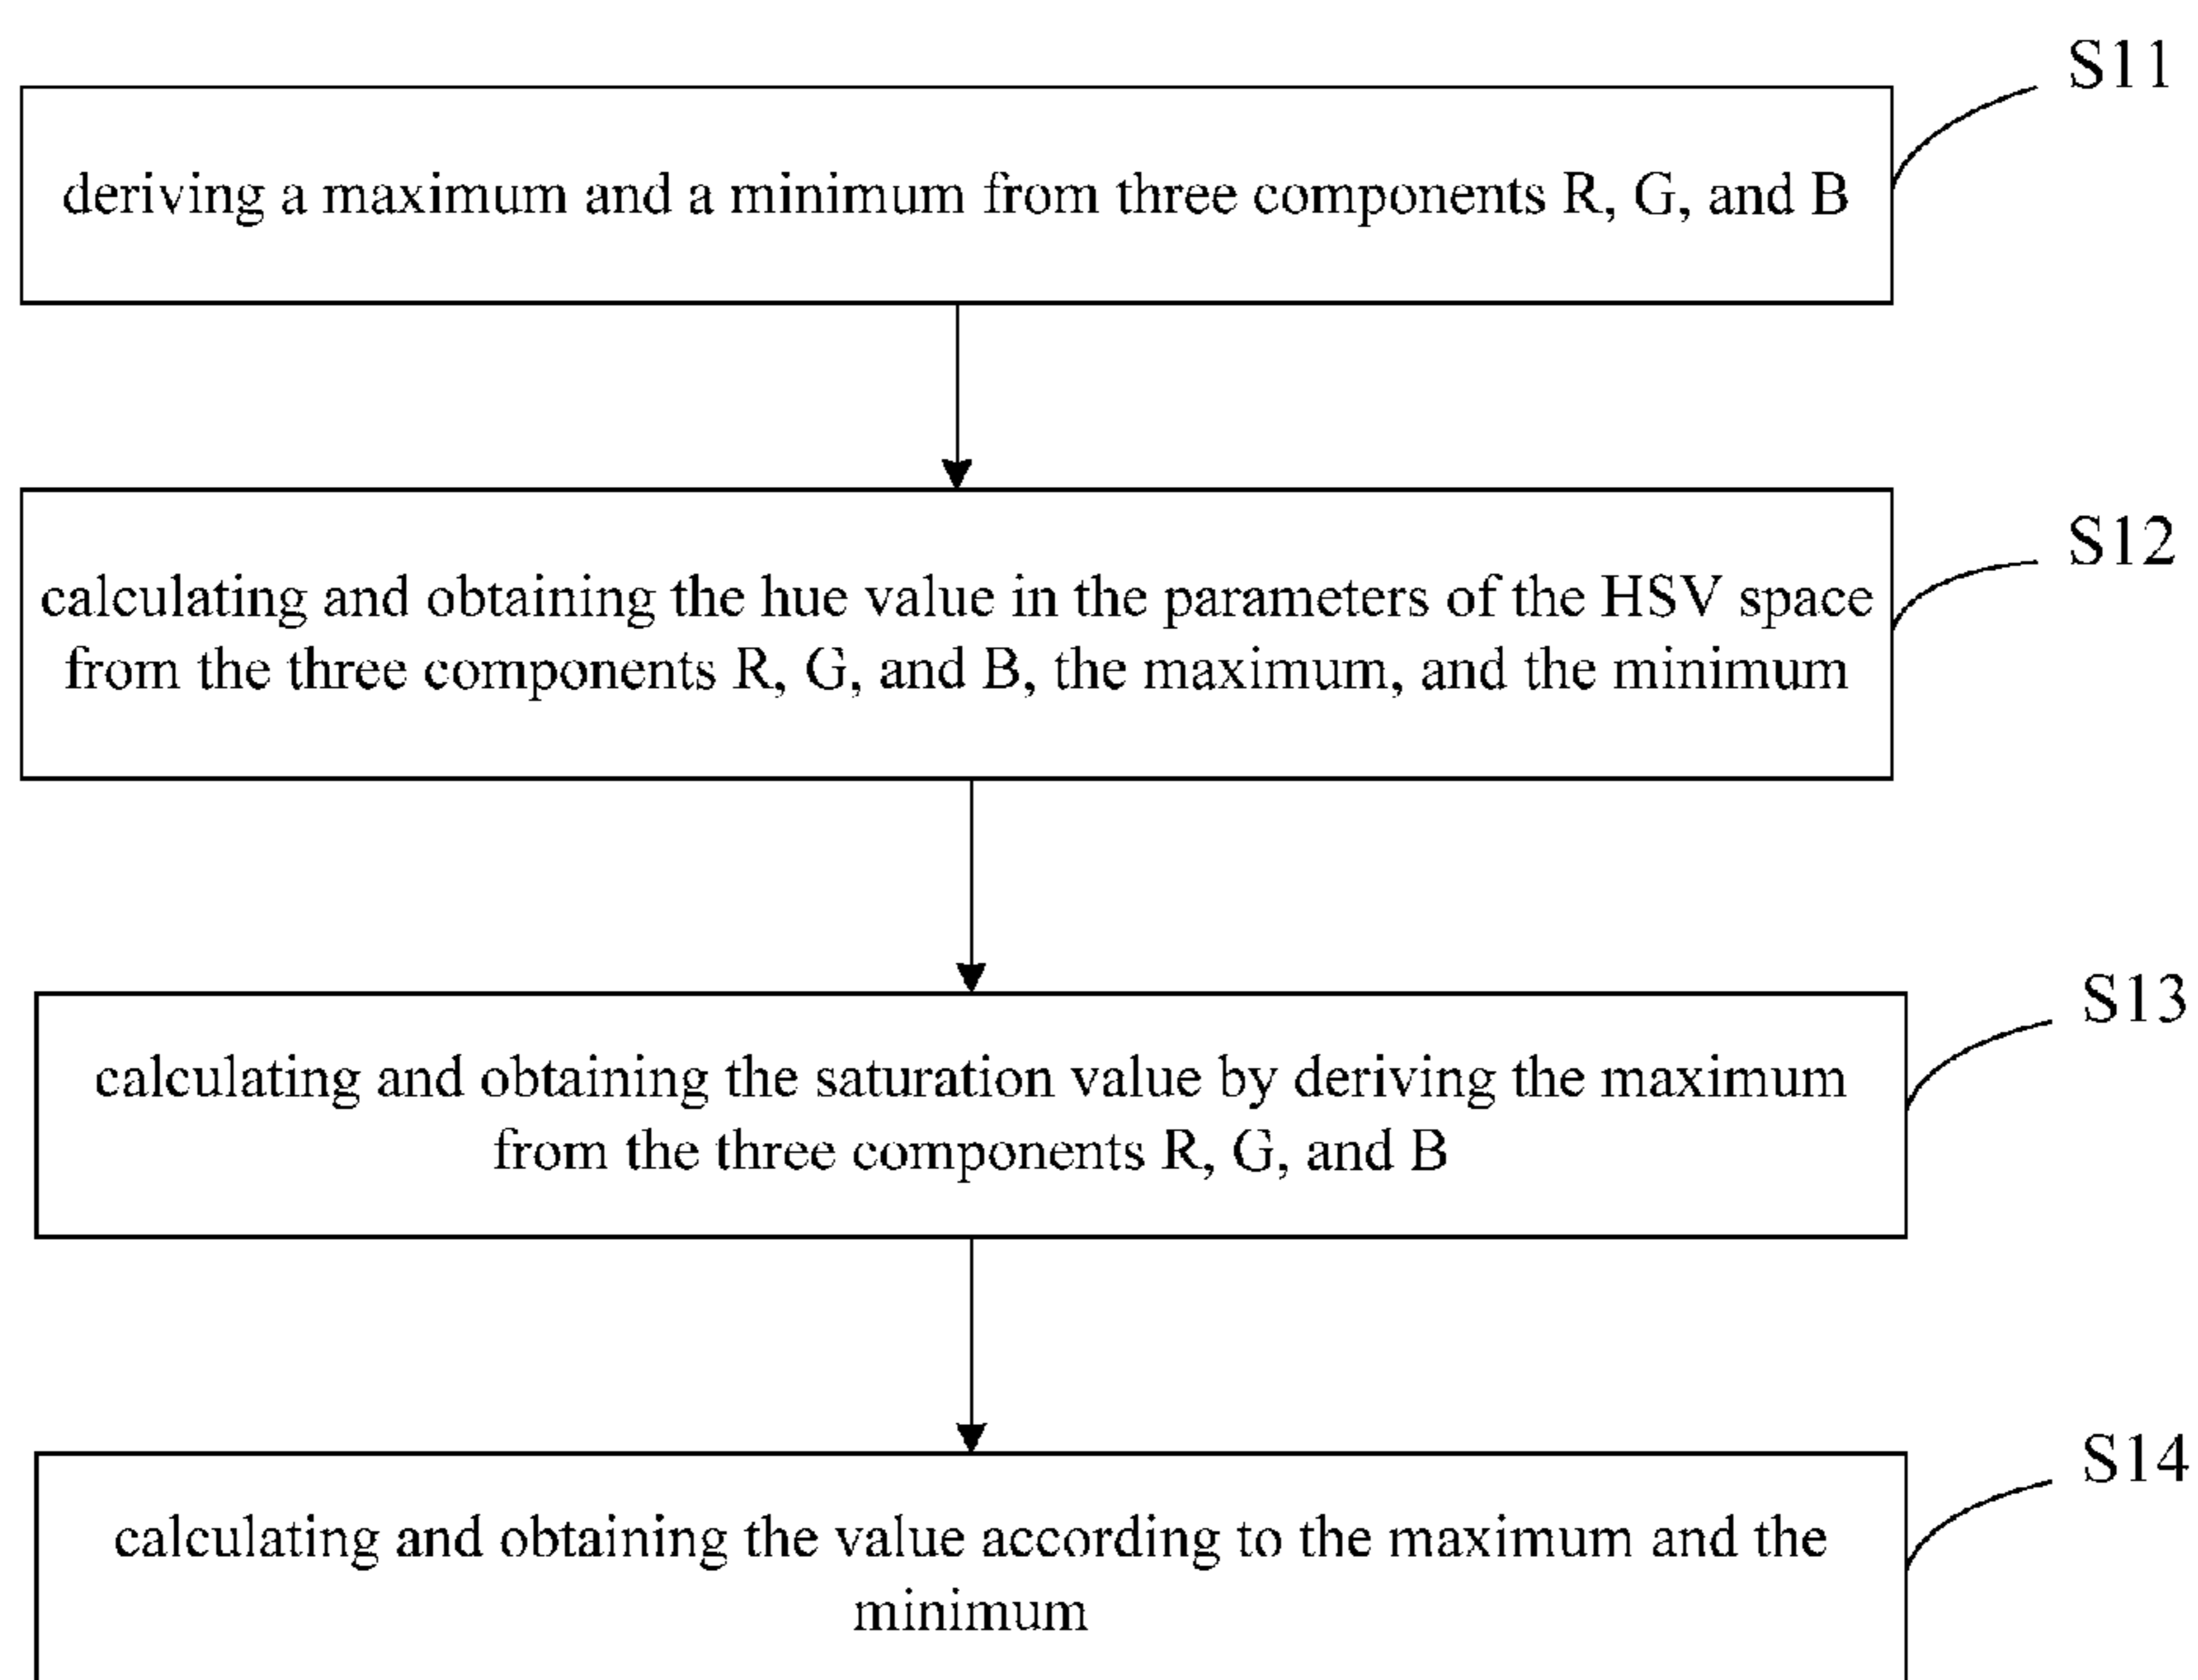 S11
deriving a maximum and a minimum from three components R, G, and B
S12
calculating and obtaining the hue value in the parameters of the HSV space
from the three components R, G, and B, the maximum, and the minimum
S13
calculating and obtaining the saturation value by deriving the maximum
from the three components R, G, and B
S14
calculating and obtaining the value according to the maximum and the
minimum